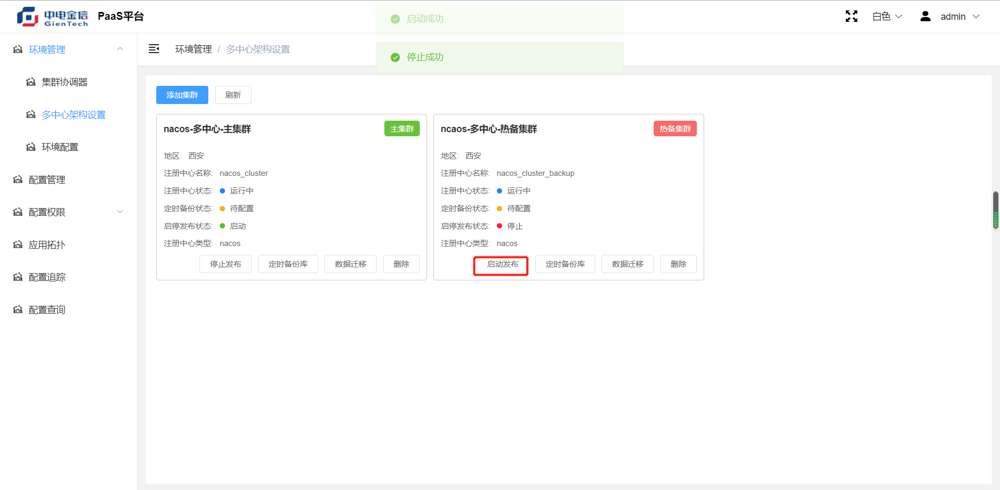 中电金信
GienTech
PaaS平台
启动成功
白色
admin
环境管理
环境管理 / 多中心架构设置
停止成功
集群协调器
多中心架构设置
环境配置
配置管理
配置权限
应用拓扑
配置追踪
配置查询
添加集群
刷新
nacos-多中心-主集群
主集群
地区: 西安
注册中心名称: nacos_cluster
注册中心状态: 运行中
定时备份状态: 待配置
启停发布状态: 启动
注册中心类型: nacos
停止发布
定时备份库
数据迁移
删除
ncaos-多中心-热备集群
热备集群
地区: 西安
注册中心名称: nacos_cluster_backup
注册中心状态: 运行中
定时备份状态: 待配置
启停发布状态: 停止
注册中心类型: nacos
启动发布
定时备份库
数据迁移
删除